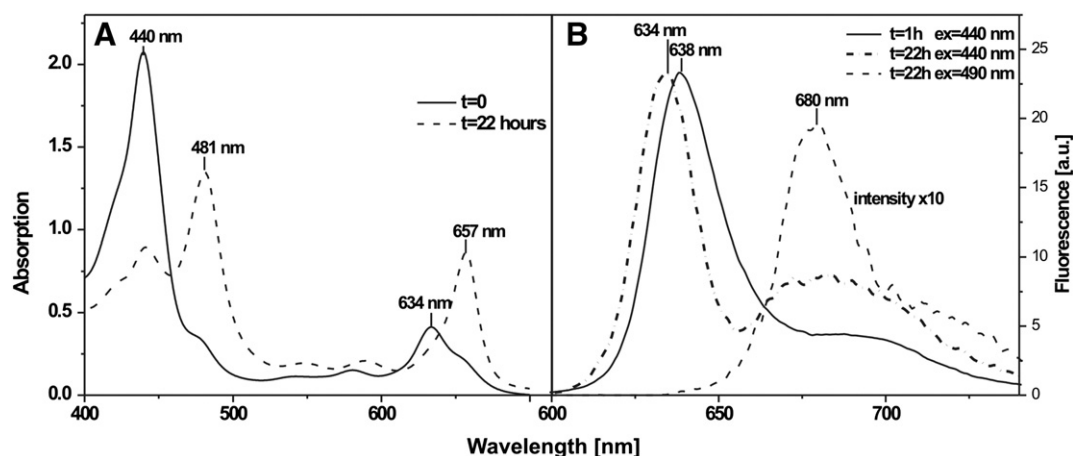 A
440 nm
t=0
t=22 hours
481 nm
657 nm
634 nm
Absorption
2.0
1.5
1.0
0.5
0.0
400
500
600
B
634 nm
638 nm
t=1h ex=440 nm
t=22h ex=440 nm
t=22h ex=490 nm
680 nm
intensity x10
Fluorescence [a.u.]
25
20
15
10
5
0
600
650
700
Wavelength [nm]